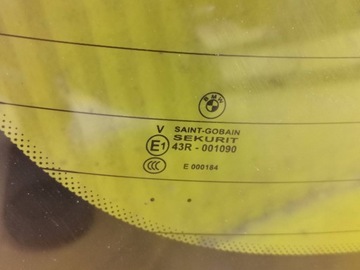 BMW
V SAINT-GOBAIN
SEKURIT
E1 43R - 001090
CCC E 000184